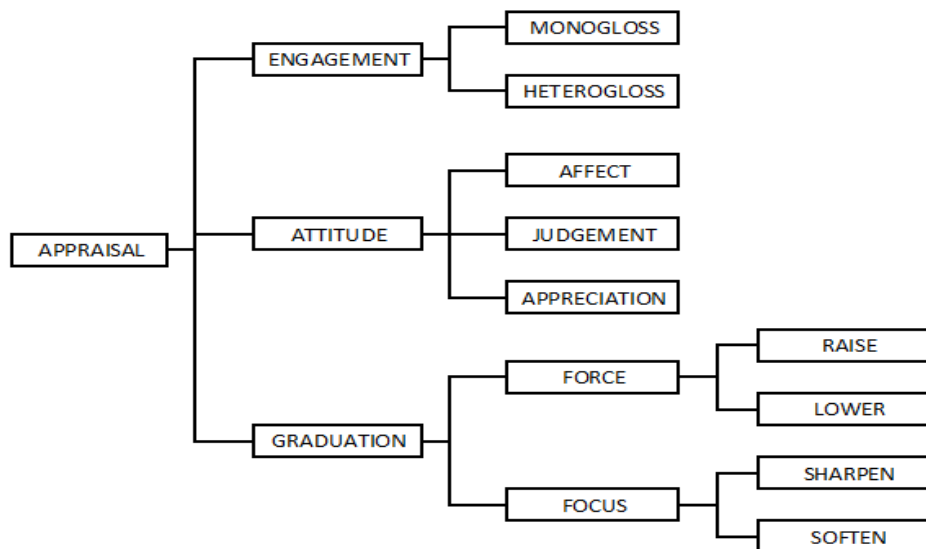 MONOGLOSS
ENGAGEMENT
HETEROGLOSS
AFFECT
APPRAISAL
ATTITUDE
JUDGEMENT
APPRECIATION
RAISE
FORCE
LOWER
GRADUATION
SHARPEN
FOCUS
SOFTEN